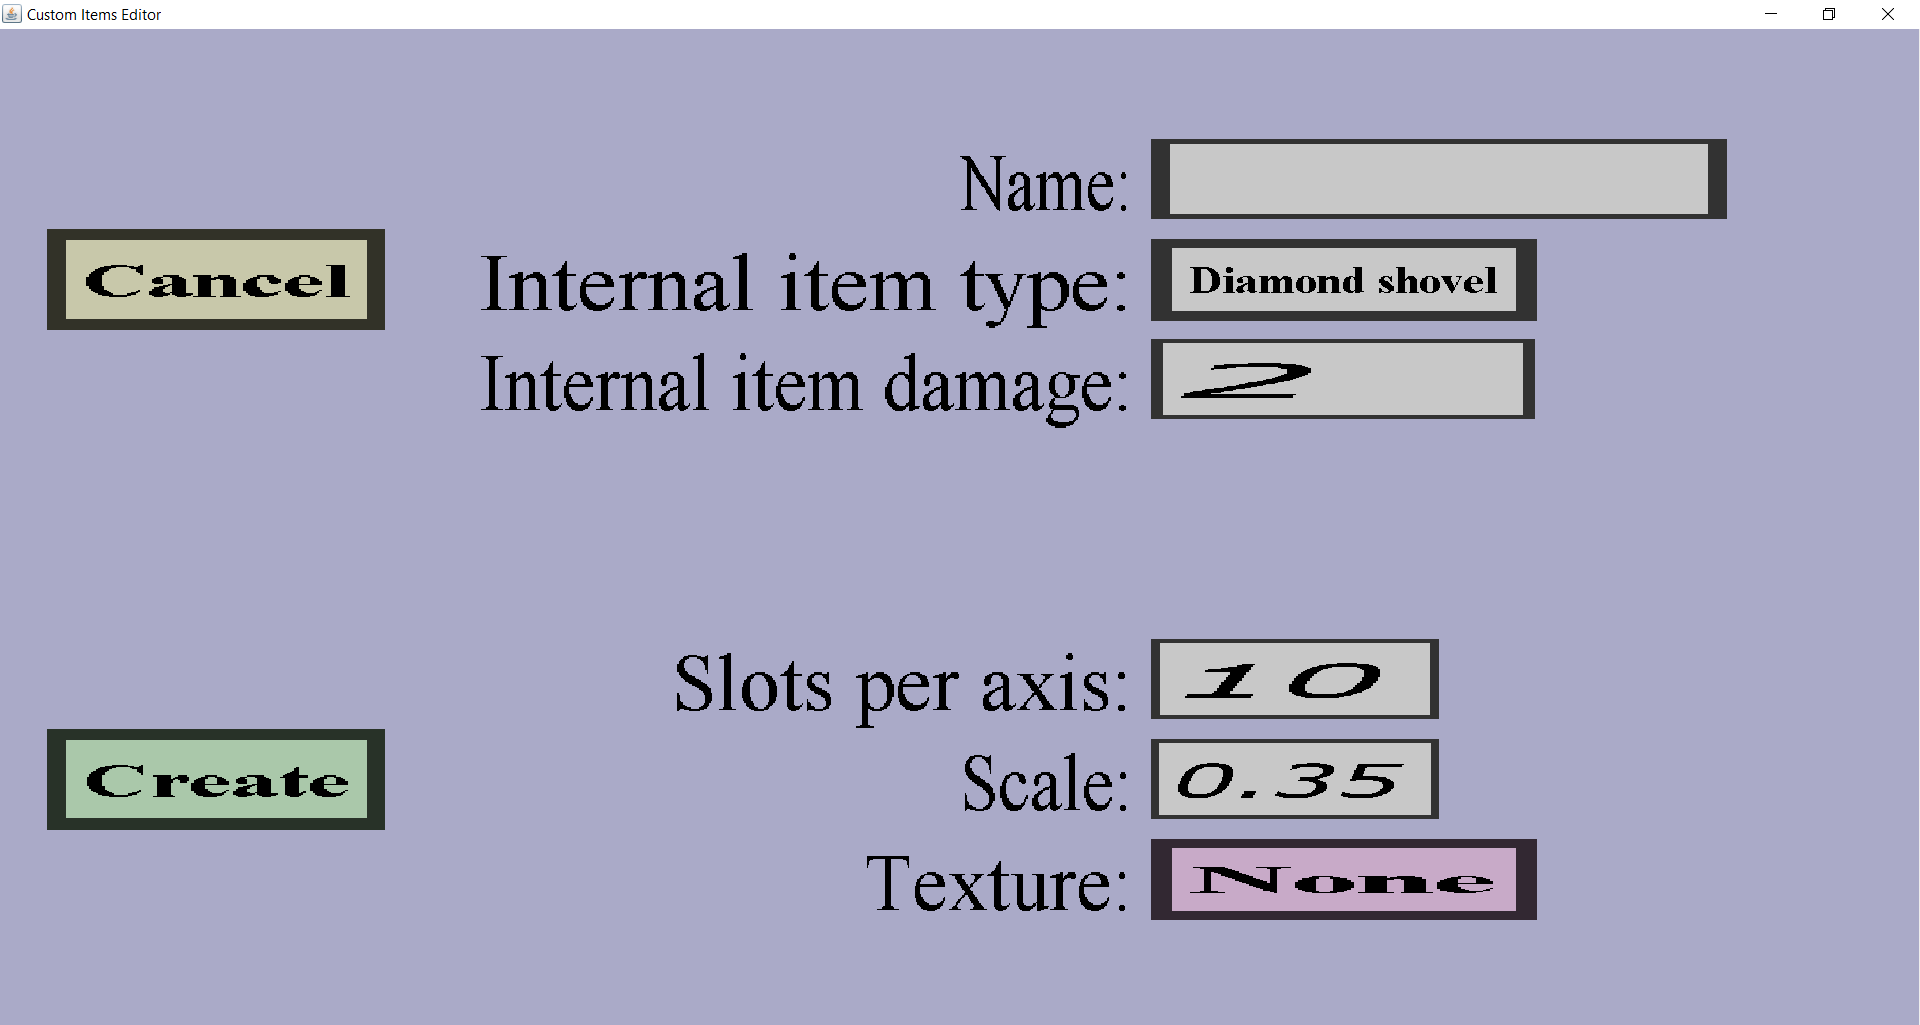 Custom Items Editor
Name:
Cancel
Internal item type: Diamond shovel
Internal item damage: 2
Slots per axis: 10
Create
Scale: 0.35
Texture: None